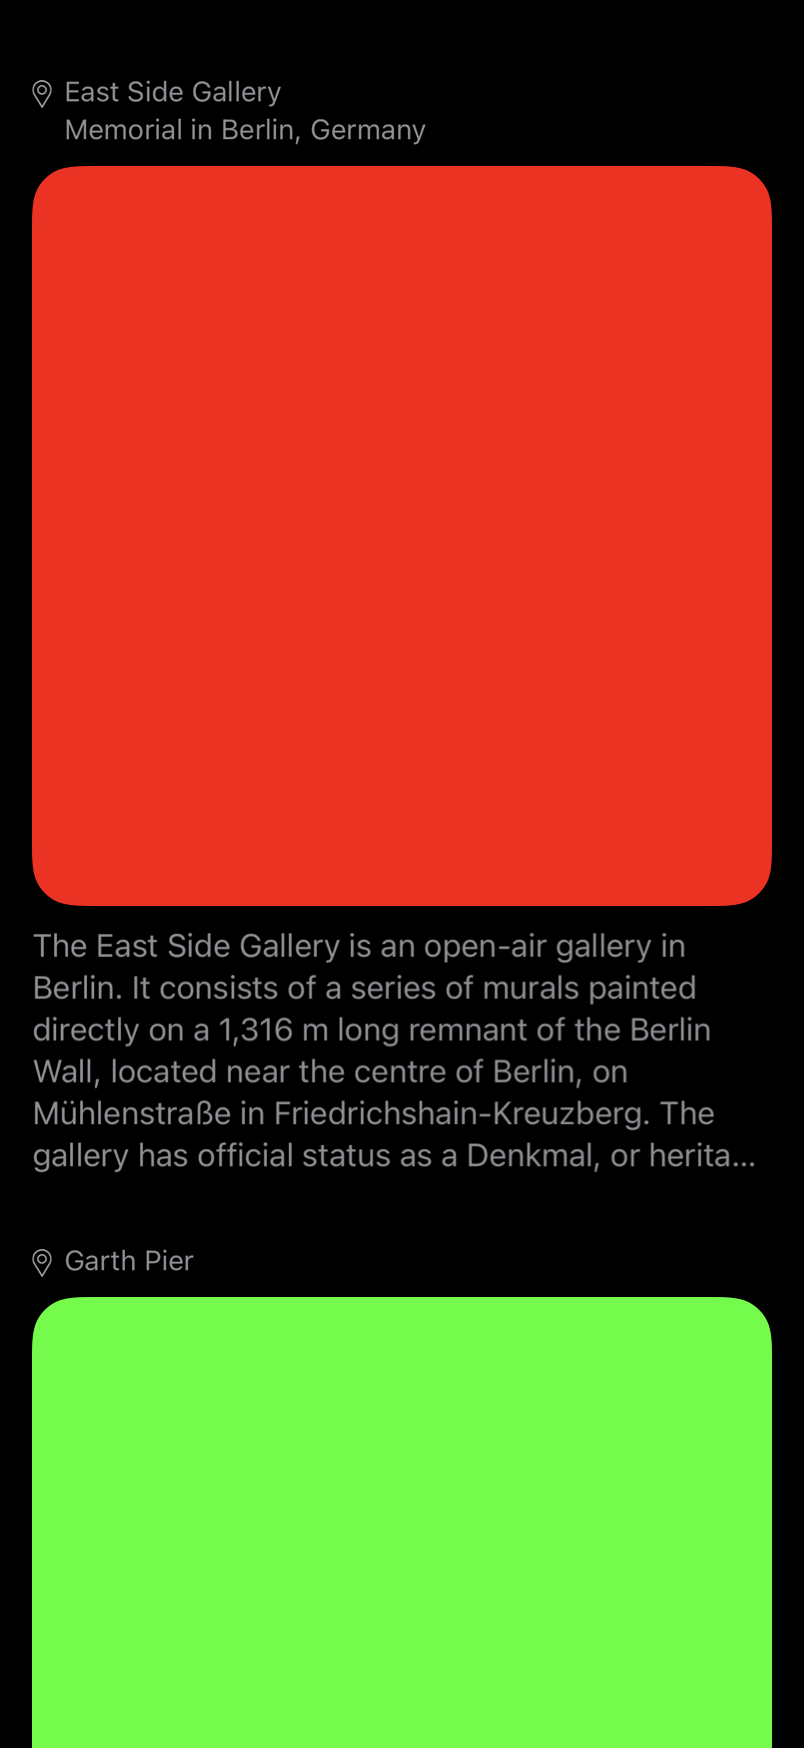 East Side Gallery
Memorial in Berlin, Germany
The East Side Gallery is an open-air gallery in
Berlin. It consists of a series of murals painted
directly on a 1,316 m long remnant of the Berlin
Wall, located near the centre of Berlin, on
Mühlenstraße in Friedrichshain-Kreuzberg. The
gallery has official status as a Denkmal, or herita...
Garth Pier